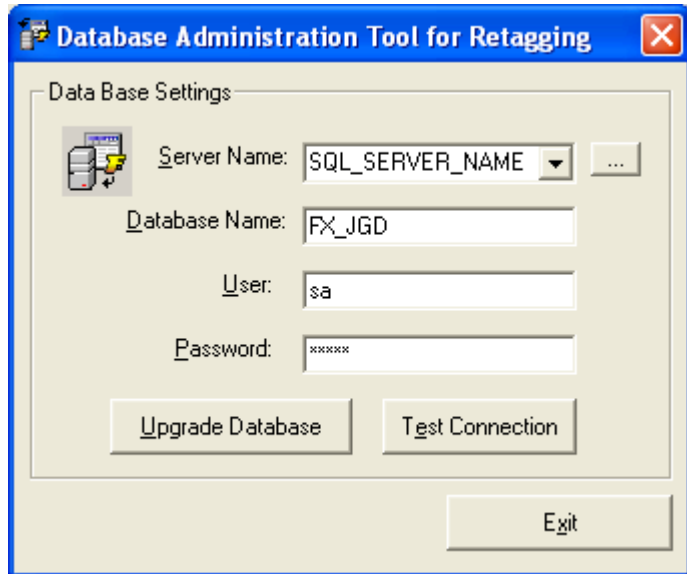 Database Administration Tool for Retagging
Data Base Settings
Server Name: SQL_SERVER_NAME ...
Database Name: FX_JGD
User: sa
Password: *****
Upgrade Database Test Connection
Exit